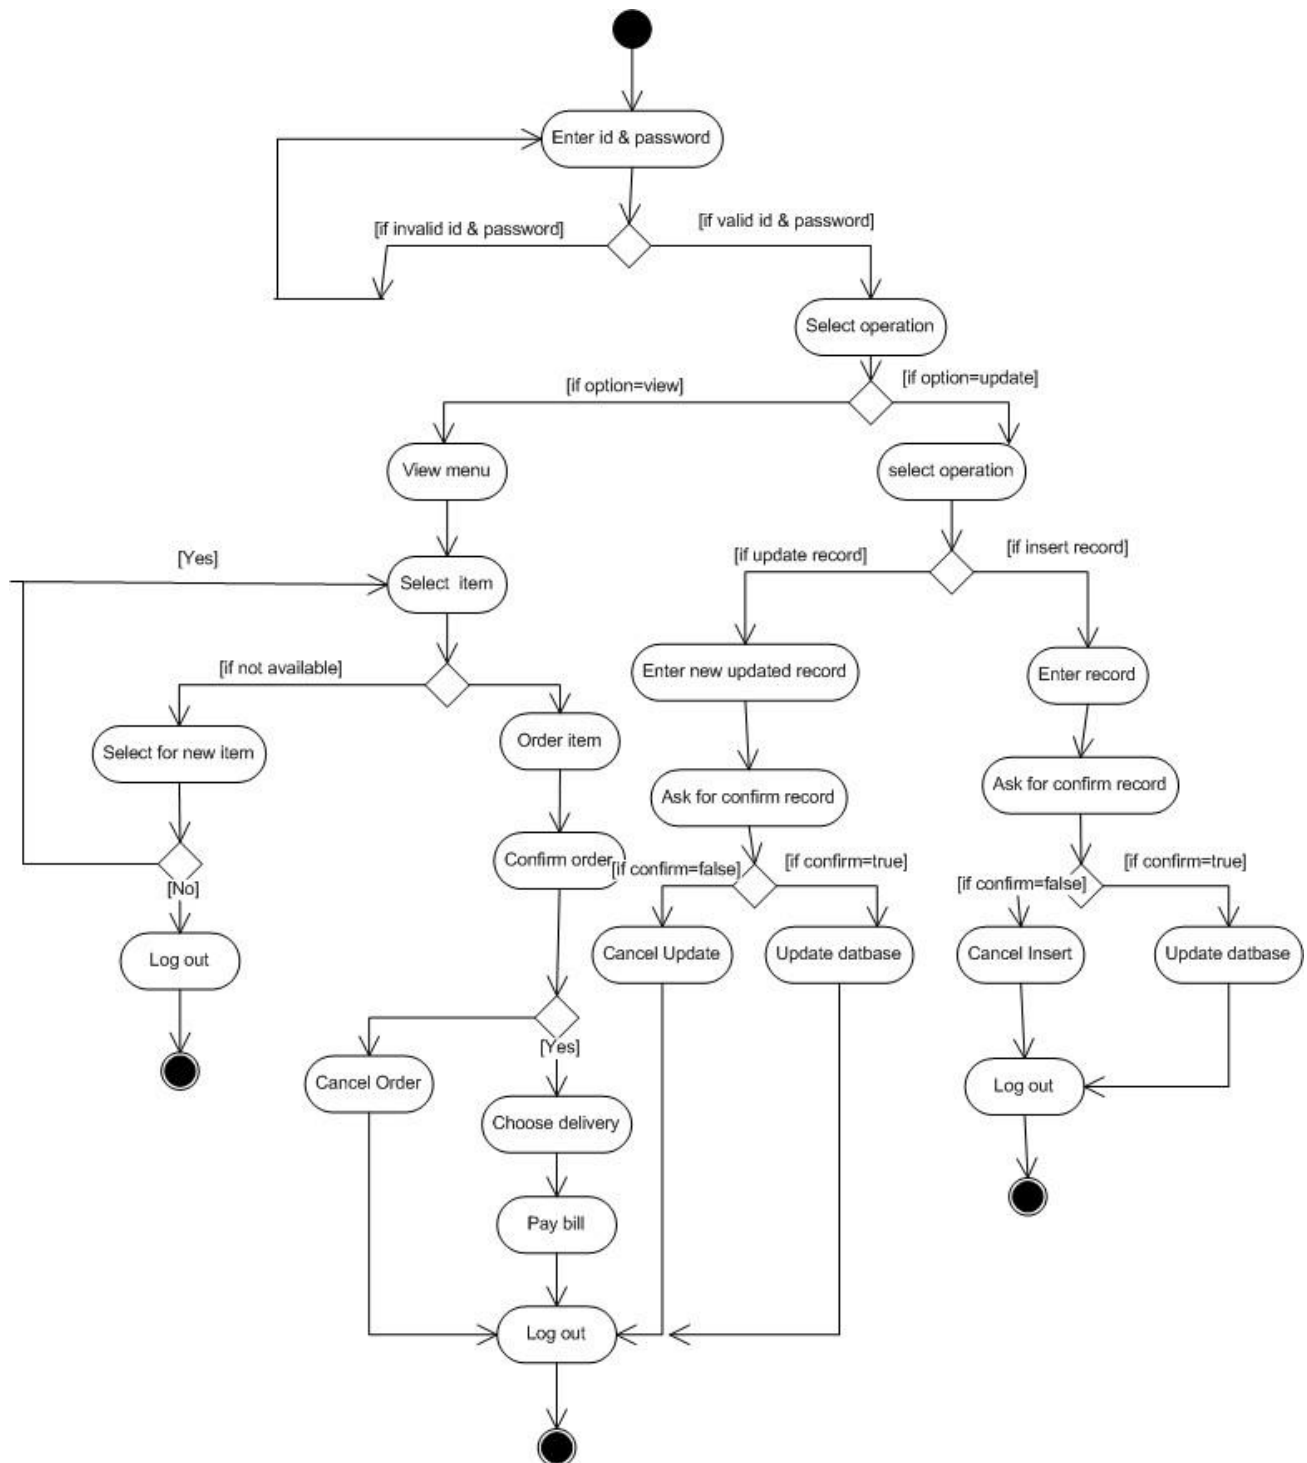 Enter id & password
[if invalid id & password]
[if valid id & password]
Select operation
[if option=view]
[if option=update]
View menu
select operation
[Yes]
[if update record]
[if insert record]
Select  item
[if not available]
Enter new updated record
Enter record
Select for new item
Order item
Ask for confirm record
Ask for confirm record
Confirm order
[if confirm=false]
[if confirm=true]
[if confirm=false]
[if confirm=true]
[No]
Log out
Cancel Update
Update datbase
Cancel Insert
Update datbase
[Yes]
Cancel Order
Log out
Choose delivery
Pay bill
Log out